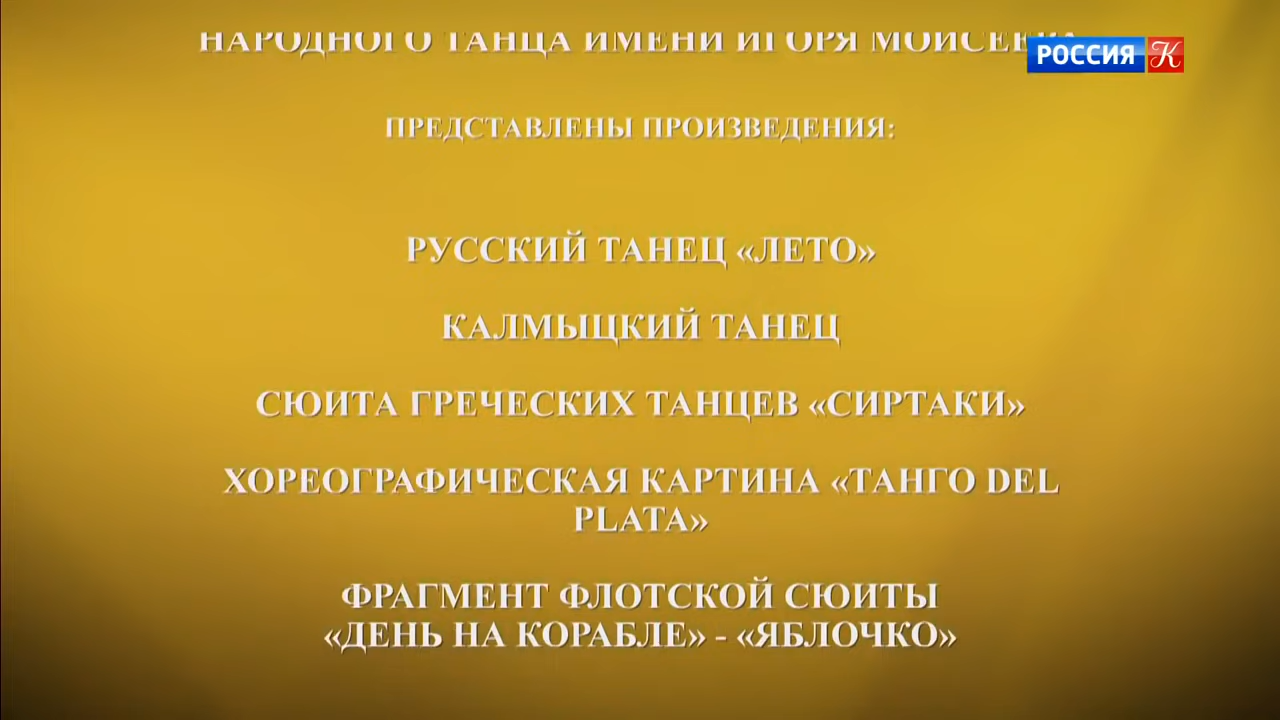 НАРОДНОГО ТАНЦА ИМЕНИ ИГОРЯ МОИСЕЕВА
РОССИЯ К
ПРЕДСТАВЛЕНЫ ПРОИЗВЕДЕНИЯ:
РУССКИЙ ТАНЕЦ «ЛЕТО»
КАЛМЫЦКИЙ ТАНЕЦ
СЮИТА ГРЕЧЕСКИХ ТАНЦЕВ «СИРТАКИ»
ХОРЕОГРАФИЧЕСКАЯ КАРТИНА «ТАНГО DEL
PLATA»
ФРАГМЕНТ ФЛОТСКОЙ СЮИТЫ
«ДЕНЬ НА КОРАБЛЕ» - «ЯБЛОЧКО»